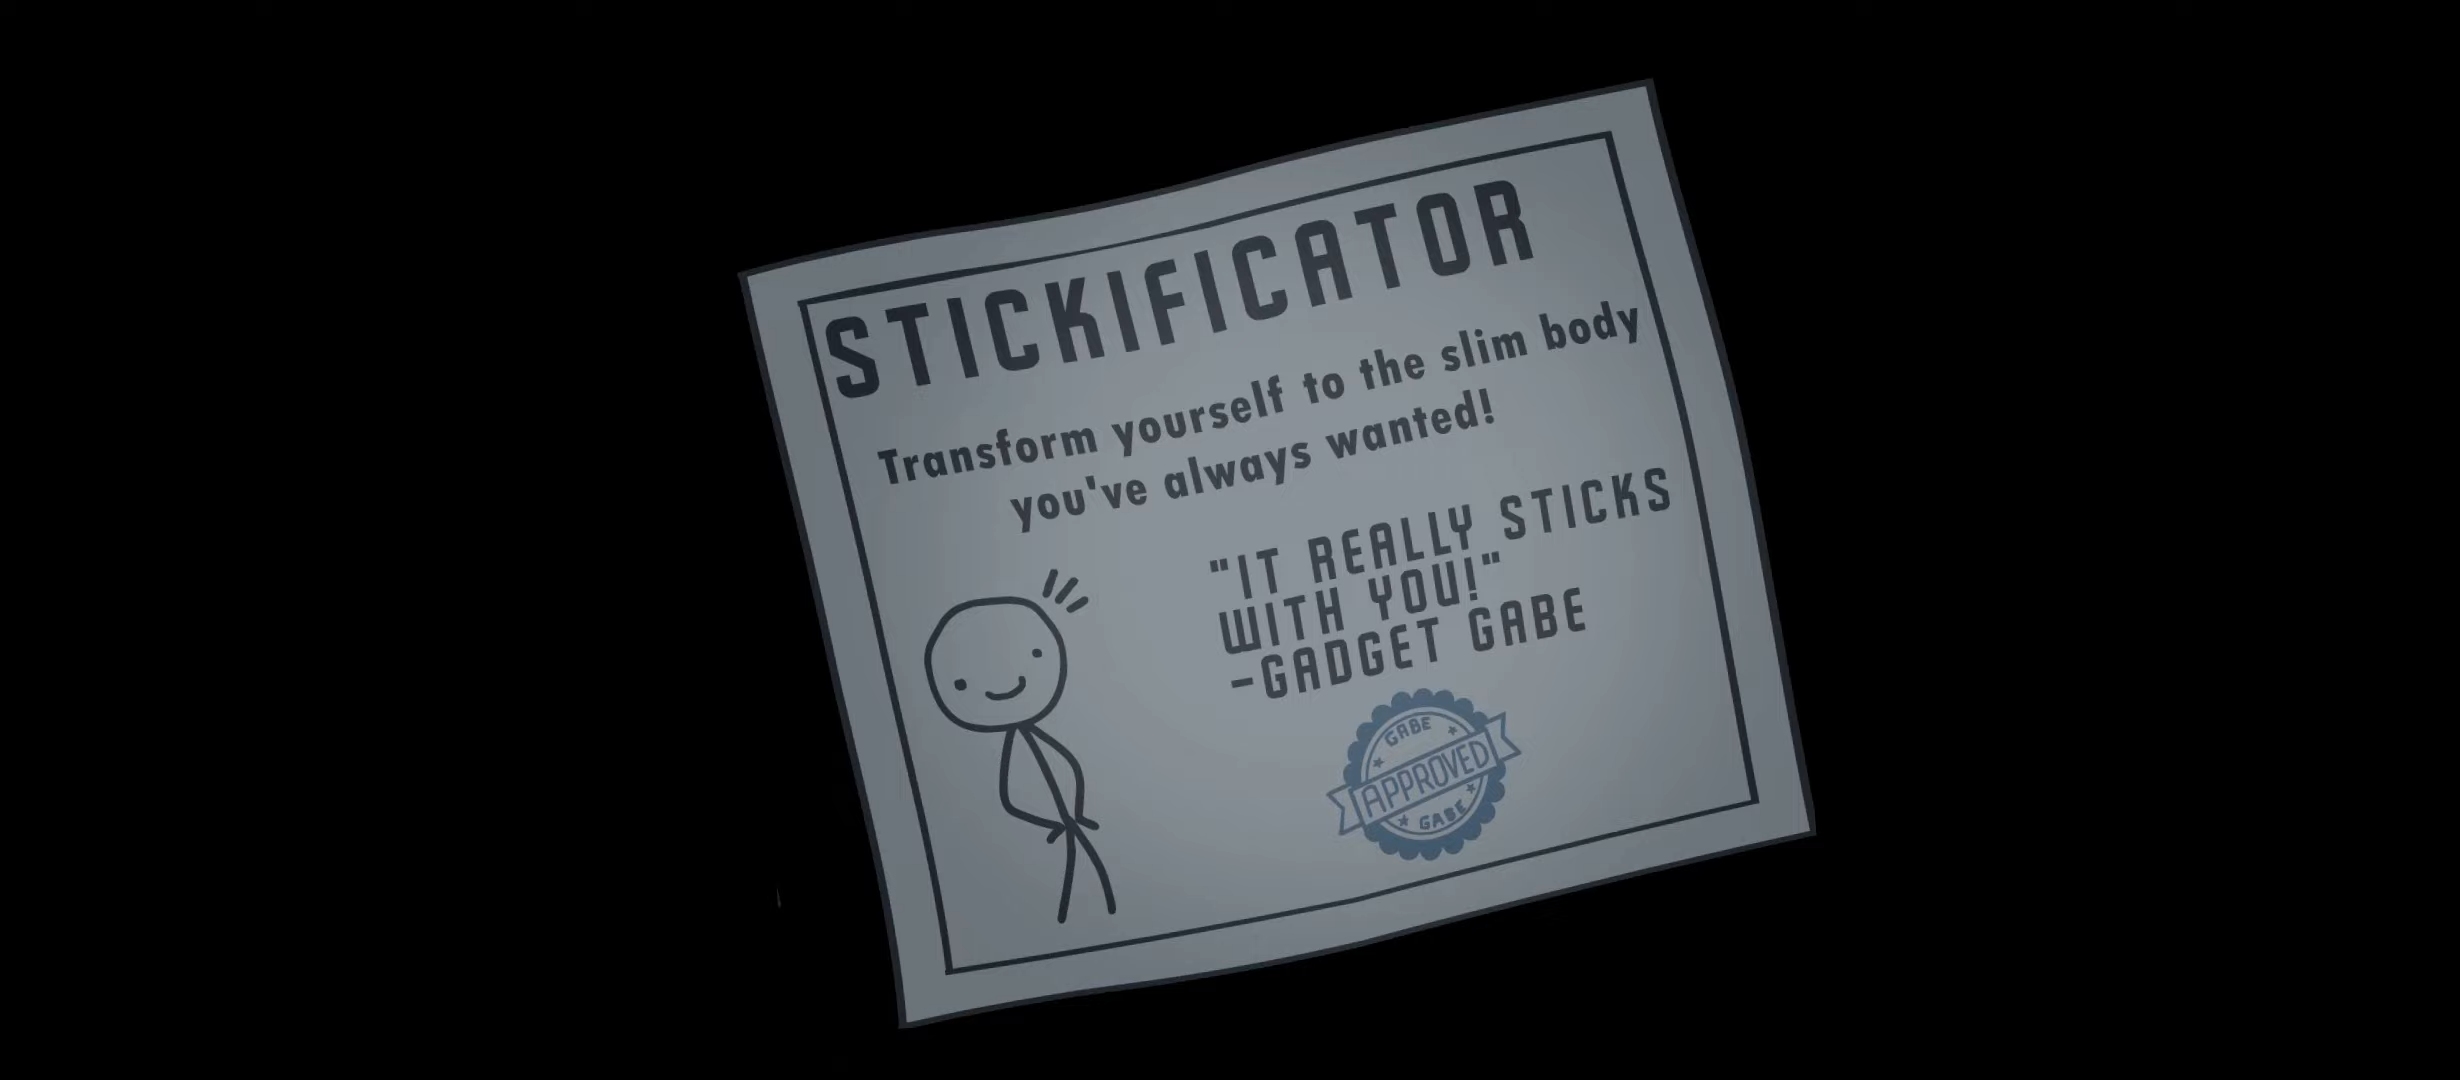 STICKIFICATOR
Transform yourself to the slim body
you've always wanted!
"IT REALLY STICKS
WITH YOU!"
-GADGET GABE
GABE
APPROVED
GABE